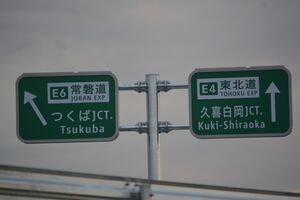 E6 常磐道
JOBAN EXP
つくばJCT.
Tsukuba
E4 東北道
TOHOKU EXP
久喜白岡JCT.
Kuki-Shiraoka